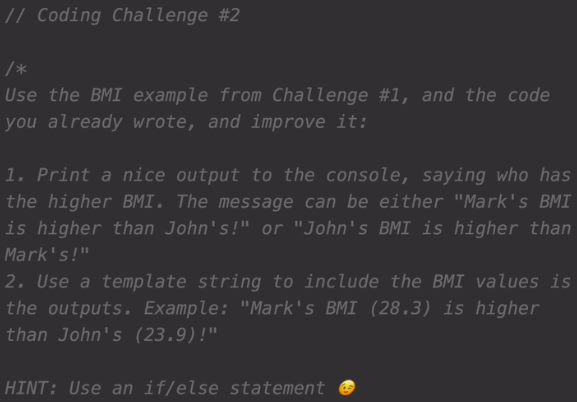 // Coding Challenge #2
/*
Use the BMI example from Challenge #1, and the code
you already wrote, and improve it:
1. Print a nice output to the console, saying who has
the higher BMI. The message can be either "Mark's BMI
is higher than John's!" or "John's BMI is higher than
Mark's!"
2. Use a template string to include the BMI values is
the outputs. Example: "Mark's BMI (28.3) is higher
than John's (23.9)!"
HINT: Use an if/else statement 😉